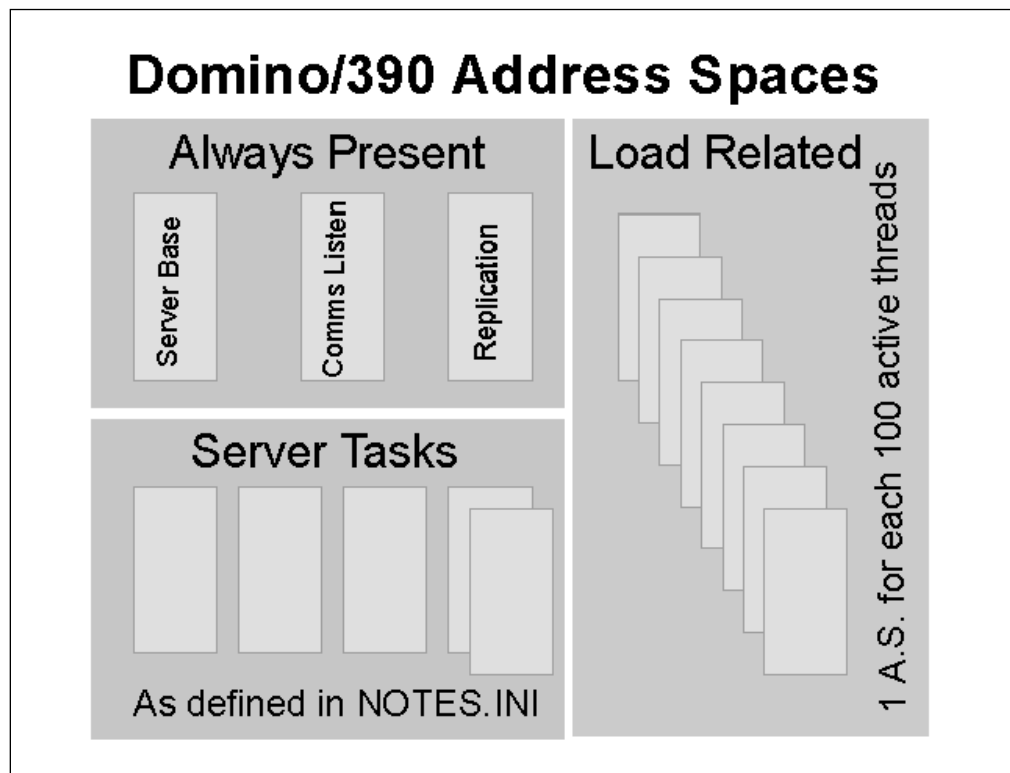 Domino/390 Address Spaces
Always Present
Server Base
Comms Listen
Replication
Server Tasks
As defined in NOTES.INI
Load Related
1 A.S. for each 100 active threads